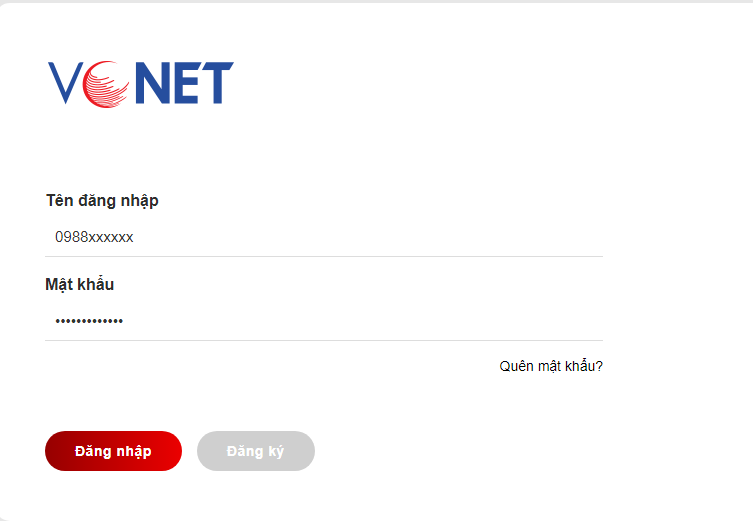 VCNET
Tên đăng nhập
0988xxxxxx
Mật khẩu
•••••••••••••
Quên mật khẩu?
Đăng nhập
Đăng ký